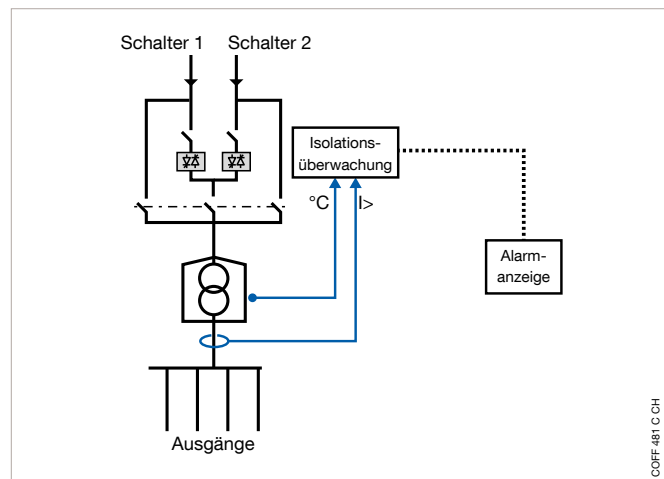 Schalter 1
Schalter 2
Isolations-
überwachung
°C
I>
Alarm-
anzeige
Ausgänge
COFF 481 C CH